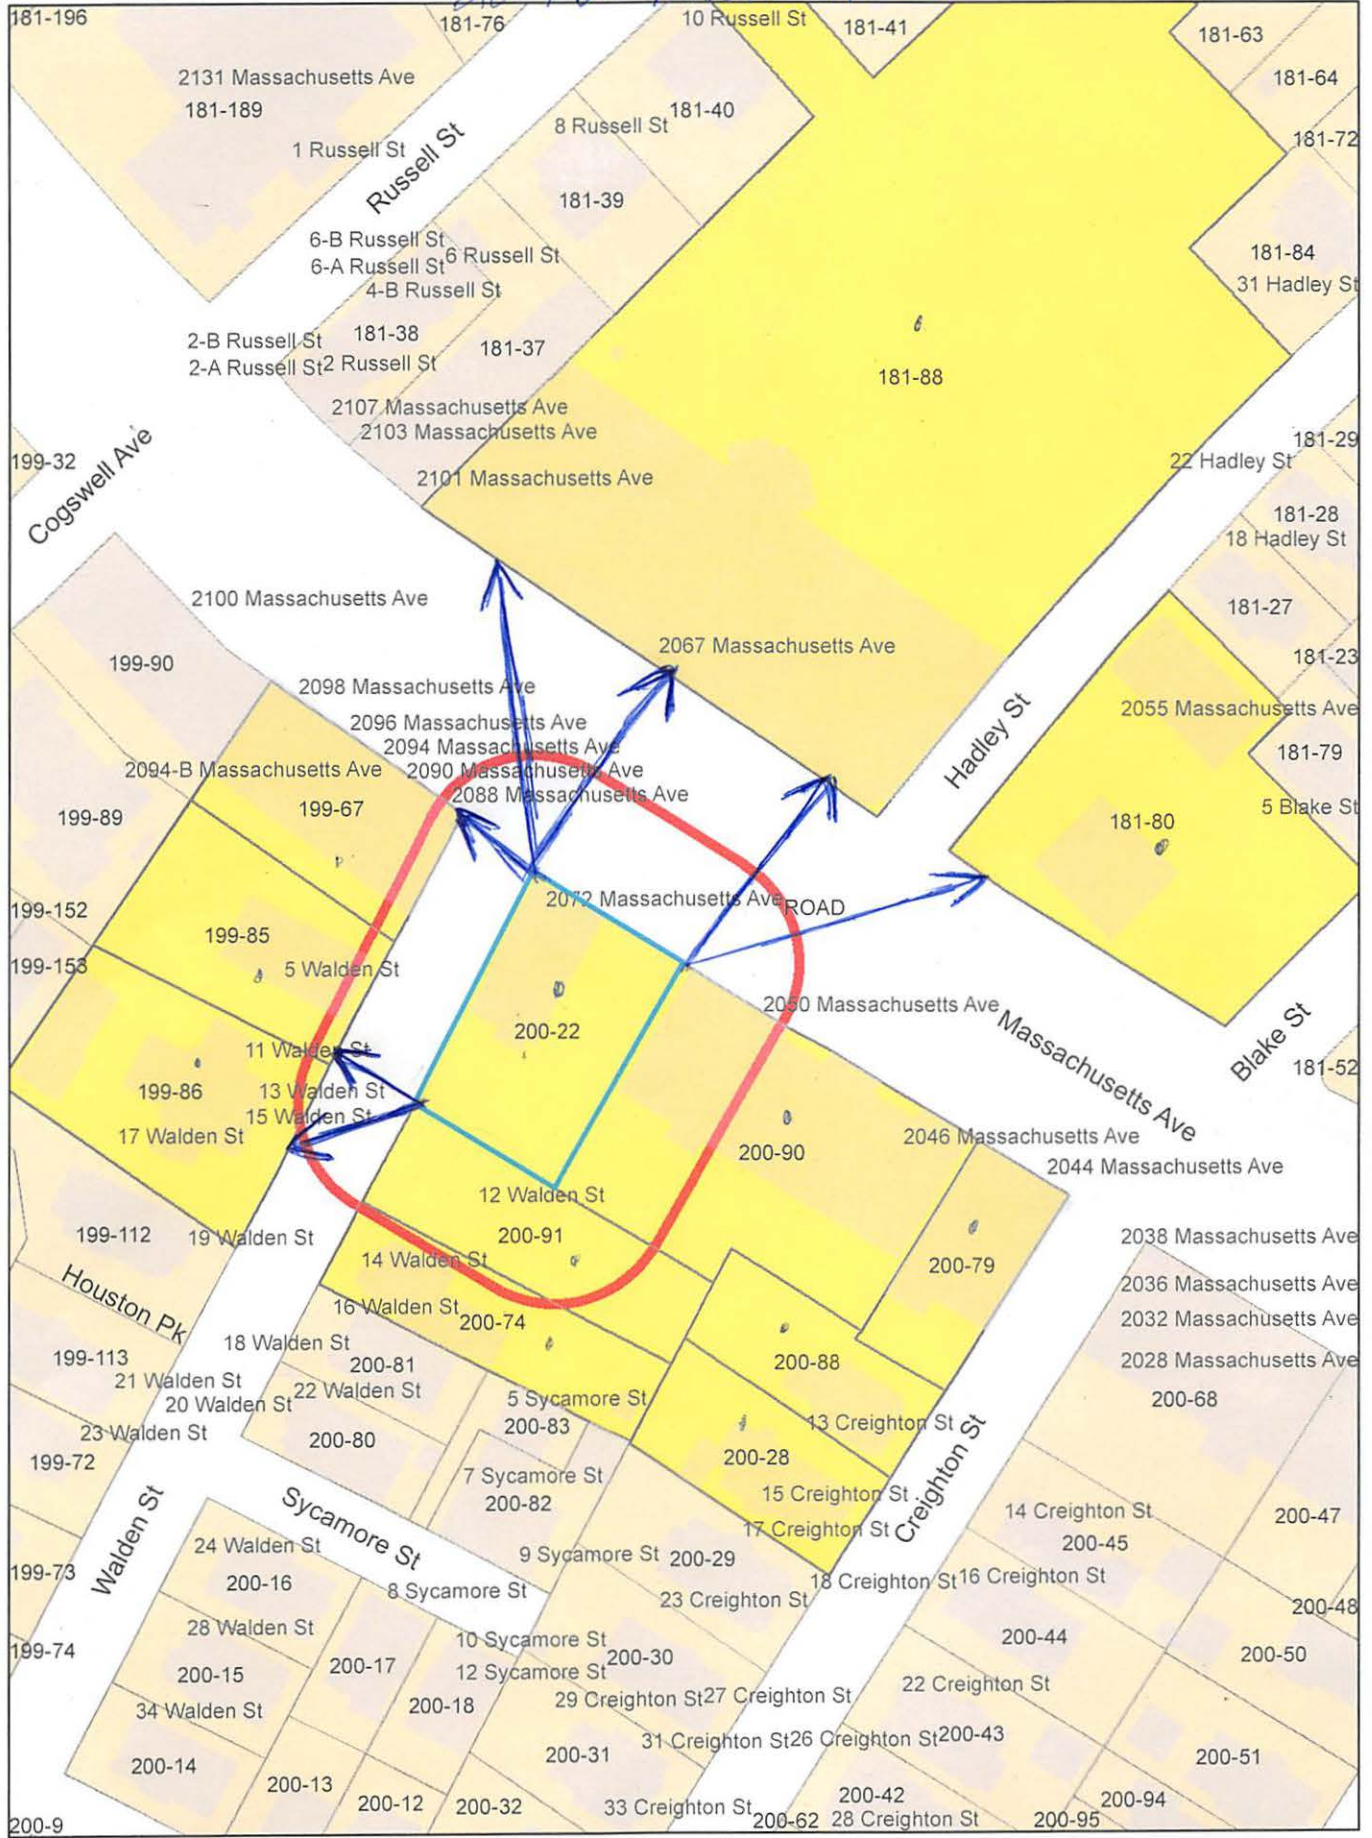 181-196
181-76
10 Russell St
181-41
181-63
2131 Massachusetts Ave
181-64
181-189
8 Russell St
181-40
1 Russell St
181-72
Russell St
181-39
6-B Russell St
6 Russell St
181-84
6-A Russell St
31 Hadley St
4-B Russell St
181-38
2-B Russell St
181-37
2-A Russell St
2 Russell St
181-88
2107 Massachusetts Ave
2103 Massachusetts Ave
181-29
199-32
22 Hadley St
Cogswell Ave
2101 Massachusetts Ave
181-28
18 Hadley St
2100 Massachusetts Ave
181-27
2067 Massachusetts Ave
199-90
181-23
2098 Massachusetts Ave
2055 Massachusetts Ave
2096 Massachusetts Ave
2094 Massachusetts Ave
Hadley St
181-79
2094-B Massachusetts Ave
2090 Massachusetts Ave
2088 Massachusetts Ave
199-67
5 Blake St
199-89
181-80
2072 Massachusetts Ave
ROAD
199-152
199-85
199-153
5 Walden St
2050 Massachusetts Ave
200-22
Massachusetts Ave
Blake St
11 Walden St
181-52
199-86
13 Walden St
15 Walden St
17 Walden St
2046 Massachusetts Ave
200-90
2044 Massachusetts Ave
12 Walden St
199-112
19 Walden St
200-91
2038 Massachusetts Ave
14 Walden St
200-79
2036 Massachusetts Ave
Houston Pk
16 Walden St
200-74
2032 Massachusetts Ave
18 Walden St
199-113
200-81
200-88
2028 Massachusetts Ave
21 Walden St
22 Walden St
5 Sycamore St
200-68
20 Walden St
23 Walden St
200-80
200-83
13 Creighton St
199-72
200-28
7 Sycamore St
15 Creighton St
Creighton St
200-82
14 Creighton St
200-47
Walden St
Sycamore St
17 Creighton St
200-45
24 Walden St
9 Sycamore St
200-29
199-73
200-16
8 Sycamore St
18 Creighton St
16 Creighton St
23 Creighton St
200-48
28 Walden St
10 Sycamore St
200-44
199-74
200-30
200-50
200-15
200-17
12 Sycamore St
22 Creighton St
34 Walden St
200-18
29 Creighton St
27 Creighton St
31 Creighton St
26 Creighton St
200-43
200-31
200-51
200-14
200-13
200-12
200-32
33 Creighton St
200-42
200-94
200-9
200-62
28 Creighton St
200-95